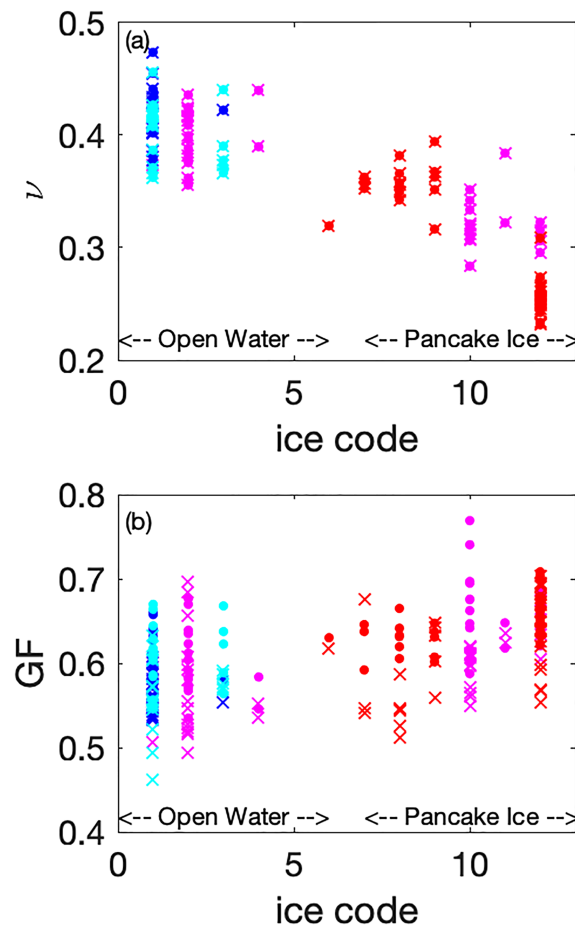 0.5
(a)
0.4
ν
0.3
<-- Open Water --> <-- Pancake Ice -->
0.2
0 5 10
ice code
0.8
(b)
0.7
GF
0.6
0.5
<-- Open Water --> <-- Pancake Ice -->
0.4
0 5 10
ice code